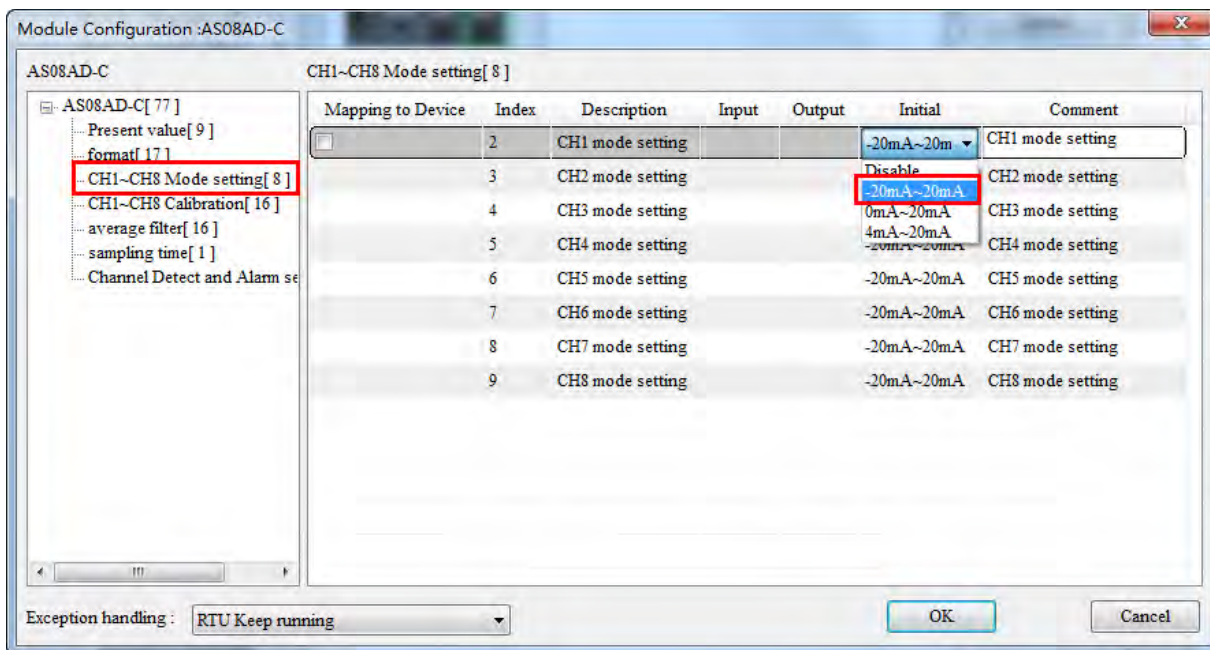 Module Configuration :AS08AD-C
AS08AD-C
CH1~CH8 Mode setting[ 8 ]
AS08AD-C[ 77 ]
Present value[ 9 ]
format[ 17 ]
CH1~CH8 Mode setting[ 8 ]
CH1~CH8 Calibration[ 16 ]
average filter[ 16 ]
sampling time[ 1 ]
Channel Detect and Alarm se
Mapping to Device Index Description Input Output Initial Comment
2 CH1 mode setting -20mA~20m CH1 mode setting
Disable
-20mA~20mA
0mA~20mA
4mA~20mA
3 CH2 mode setting CH2 mode setting
4 CH3 mode setting CH3 mode setting
5 CH4 mode setting -20mA~20mA CH4 mode setting
6 CH5 mode setting -20mA~20mA CH5 mode setting
7 CH6 mode setting -20mA~20mA CH6 mode setting
8 CH7 mode setting -20mA~20mA CH7 mode setting
9 CH8 mode setting -20mA~20mA CH8 mode setting
Exception handling : RTU Keep running
OK Cancel